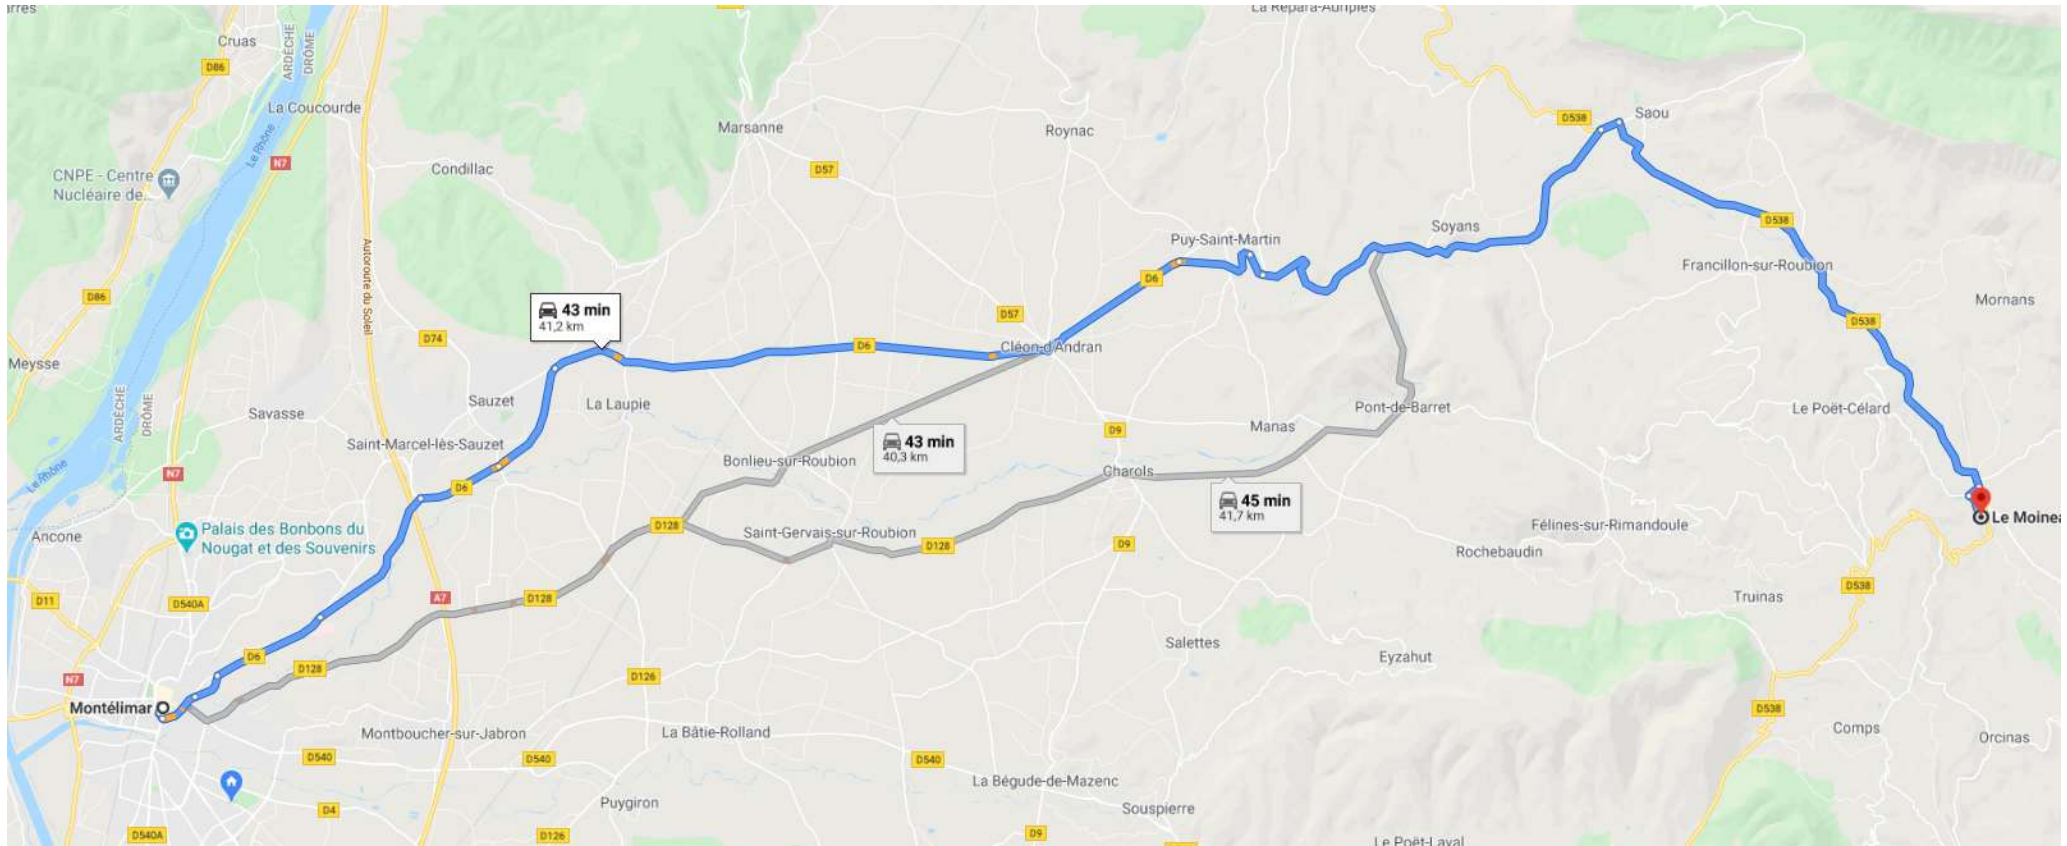 arres
La Répara-Auriples
Cruas
ARDÈCHE
DRÔME
D86
La Coucourde
Saou
D538
Marsanne
Roynac
Le Rhône
N7
CNPE - Centre
Nucléaire de...
Condillac
D57
D538
Soyans
Puy-Saint-Martin
Autoroute du Soleil
Francillon-sur-Roubion
D6
D86
Mornans
43 min
41,2 km
D57
D538
D74
D6
Cléon-d'Andran
Meysse
Sauzet
La Laupie
Pont-de-Barret
Le Poët-Célard
ARDÈCHE
DRÔME
Savasse
Manas
D9
Saint-Marcel-lès-Sauzet
43 min
40,3 km
Bonlieu-sur-Roubion
Charols
Le Rhône
N7
D6
45 min
41,7 km
Le Moinea
Palais des Bonbons du
Nougat et des Souvenirs
D128
Saint-Gervais-sur-Roubion
Félines-sur-Rimandoule
Ancone
D128
D9
Rochebaudin
D538
D11
D540A
A7
D128
Truinas
Salettes
D6
D128
Eyzahut
N7
D126
Montélimar
D538
Montboucher-sur-Jabron
La Bâtie-Rolland
Comps
Orcinas
D540
D540
D540
La Bégude-de-Mazenc
D4
Puygiron
Souspierre
D540A
D126
D9
Le Poët-Laval